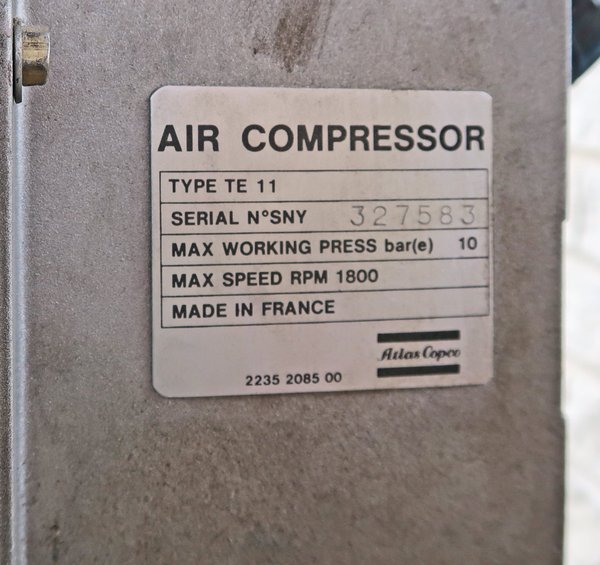 AIR COMPRESSOR
TYPE TE 11
SERIAL N°SNY 327583
MAX WORKING PRESS bar(e) 10
MAX SPEED RPM 1800
MADE IN FRANCE
Atlas Copco
2235 2085 00